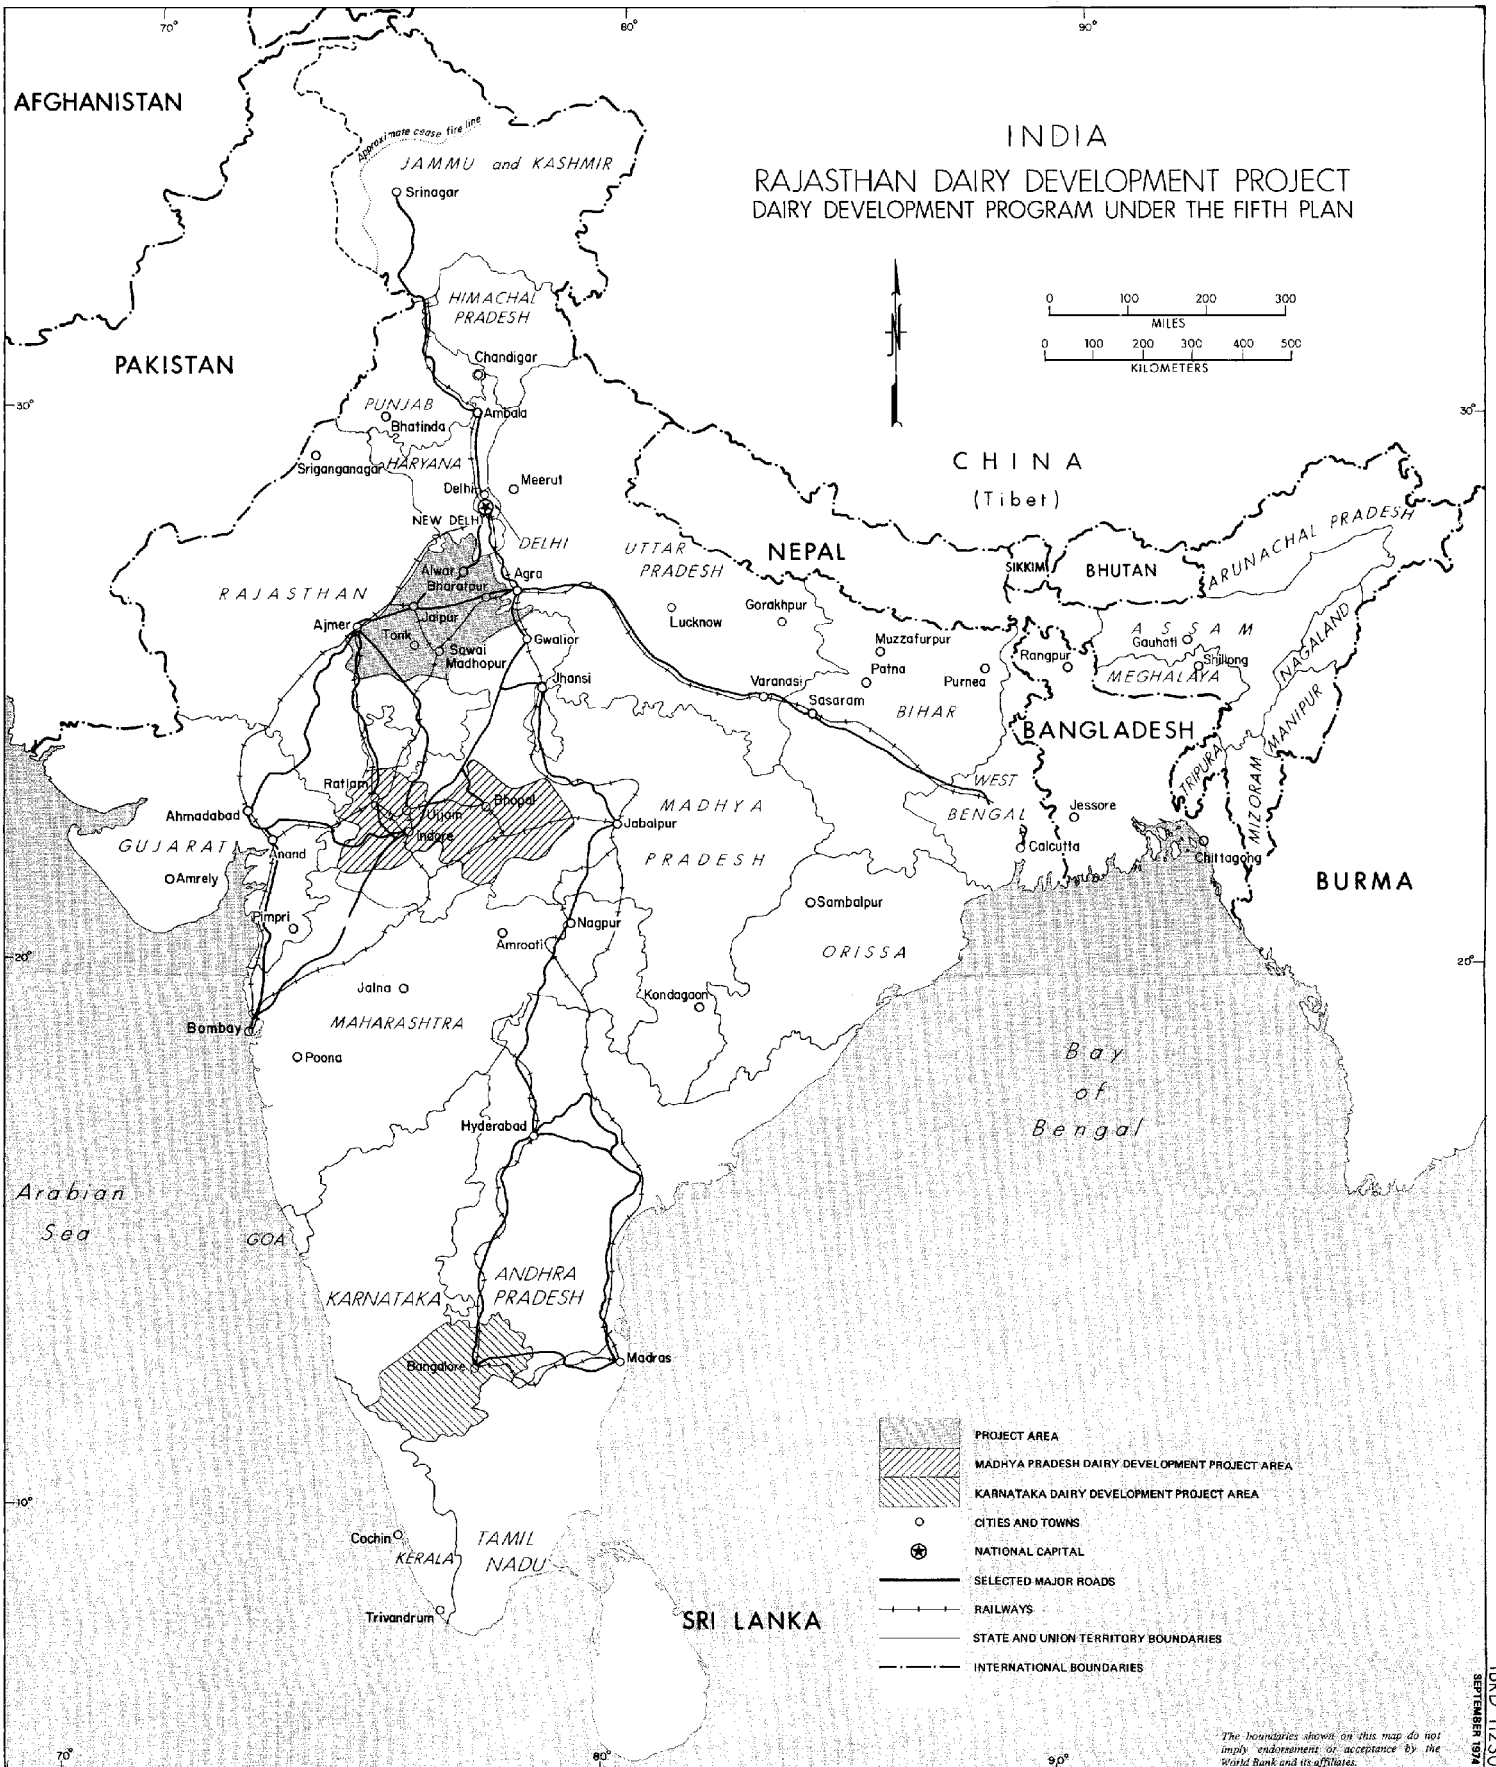 70°
80°
90°
AFGHANISTAN
INDIA
RAJASTHAN DAIRY DEVELOPMENT PROJECT
DAIRY DEVELOPMENT PROGRAM UNDER THE FIFTH PLAN
Approximate cease fire line
JAMMU and KASHMIR
Srinagar
HIMACHAL
PRADESH
0 100 200 300
MILES
0 100 200 300 400 500
KILOMETERS
PAKISTAN
Chandigar
30°
PUNJAB
Bhatinda
Ambala
30°
Sriganganagar
HARYANA
CHINA
(Tibet)
Delhi
Meerut
NEW DELHI
DELHI
UTTAR
PRADESH
NEPAL
SIKKIM
BHUTAN
ARUNACHAL PRADESH
RAJASTHAN
Alwar
Bharatpur
Agra
Jaipur
Ajmer
Tonk
Sawai
Madhopur
Gwalior
Lucknow
Gorakhpur
Muzzafurpur
Patna
Purnea
Rangpur
ASSAM
Gauhati
Shillong
MEGHALAYA
NAGALAND
MANIPUR
Jhansi
Varanasi
Sasaram
BIHAR
BANGLADESH
TRIPURA
MIZORAM
Ratlam
Ujjain
Bhopal
Indore
MADHYA
PRADESH
Jabalpur
WEST
BENGAL
Jessore
Calcutta
Chittagong
BURMA
Ahmadabad
GUJARAT
Anand
Amrely
Pimpri
Nagpur
Amroati
Sambalpur
ORISSA
20°
20°
Jalna
Kondagaon
Bombay
MAHARASHTRA
Poona
Bay
of
Bengal
Hyderabad
Arabian
Sea
GOA
ANDHRA
PRADESH
KARNATAKA
Bangalore
Madras
PROJECT AREA
MADHYA PRADESH DAIRY DEVELOPMENT PROJECT AREA
KARNATAKA DAIRY DEVELOPMENT PROJECT AREA
CITIES AND TOWNS
NATIONAL CAPITAL
SELECTED MAJOR ROADS
RAILWAYS
STATE AND UNION TERRITORY BOUNDARIES
INTERNATIONAL BOUNDARIES
10°
Cochin
KERALA
TAMIL
NADU
Trivandrum
SRI LANKA
The boundaries shown on this map do not
imply endorsement or acceptance by the
World Bank and its affiliates.
SEPTEMBER 1974
70°
80°
90°